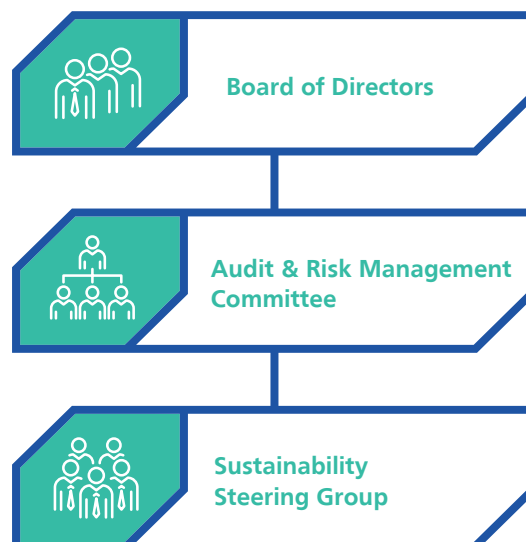 Board of Directors
Audit & Risk Management
Committee
Sustainability
Steering Group